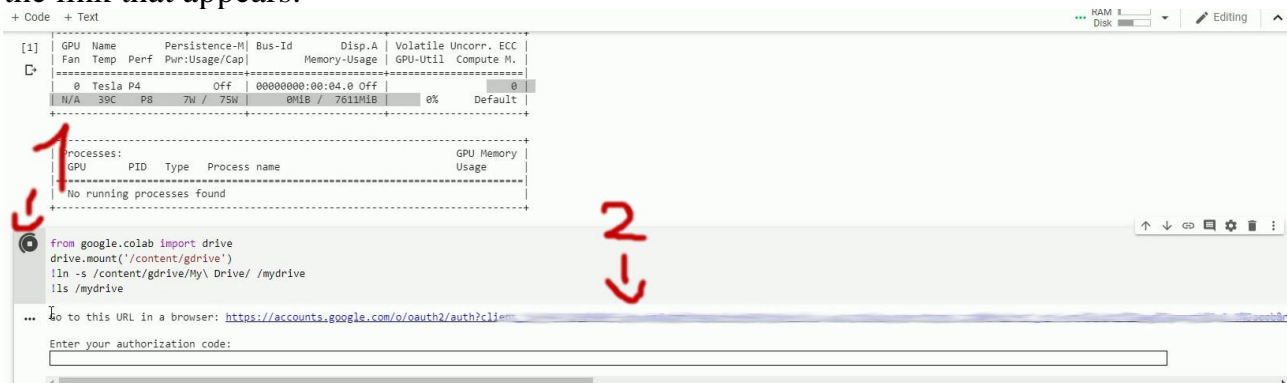 the link that appears.
+ Code + Text
RAM
Disk
Editing
[1]
| GPU Name Persistence-M| Bus-Id Disp.A | Volatile Uncorr. ECC |
| Fan Temp Perf Pwr:Usage/Cap| Memory-Usage | GPU-Util Compute M. |
|===============================+======================+======================|
| 0 Tesla P4 Off | 00000000:00:04.0 Off | 0 |
| N/A 39C P8 7W / 75W | 0MiB / 7611MiB | 0% Default |
+-------------------------------+----------------------+----------------------+
1
| Processes: GPU Memory |
| GPU PID Type Process name Usage |
|=============================================================================|
| No running processes found |
+-----------------------------------------------------------------------------+
2
from google.colab import drive
drive.mount('/content/gdrive')
!ln -s /content/gdrive/My\ Drive/ /mydrive
!ls /mydrive
... Go to this URL in a browser: https://accounts.google.com/o/oauth2/auth?clien
Enter your authorization code: